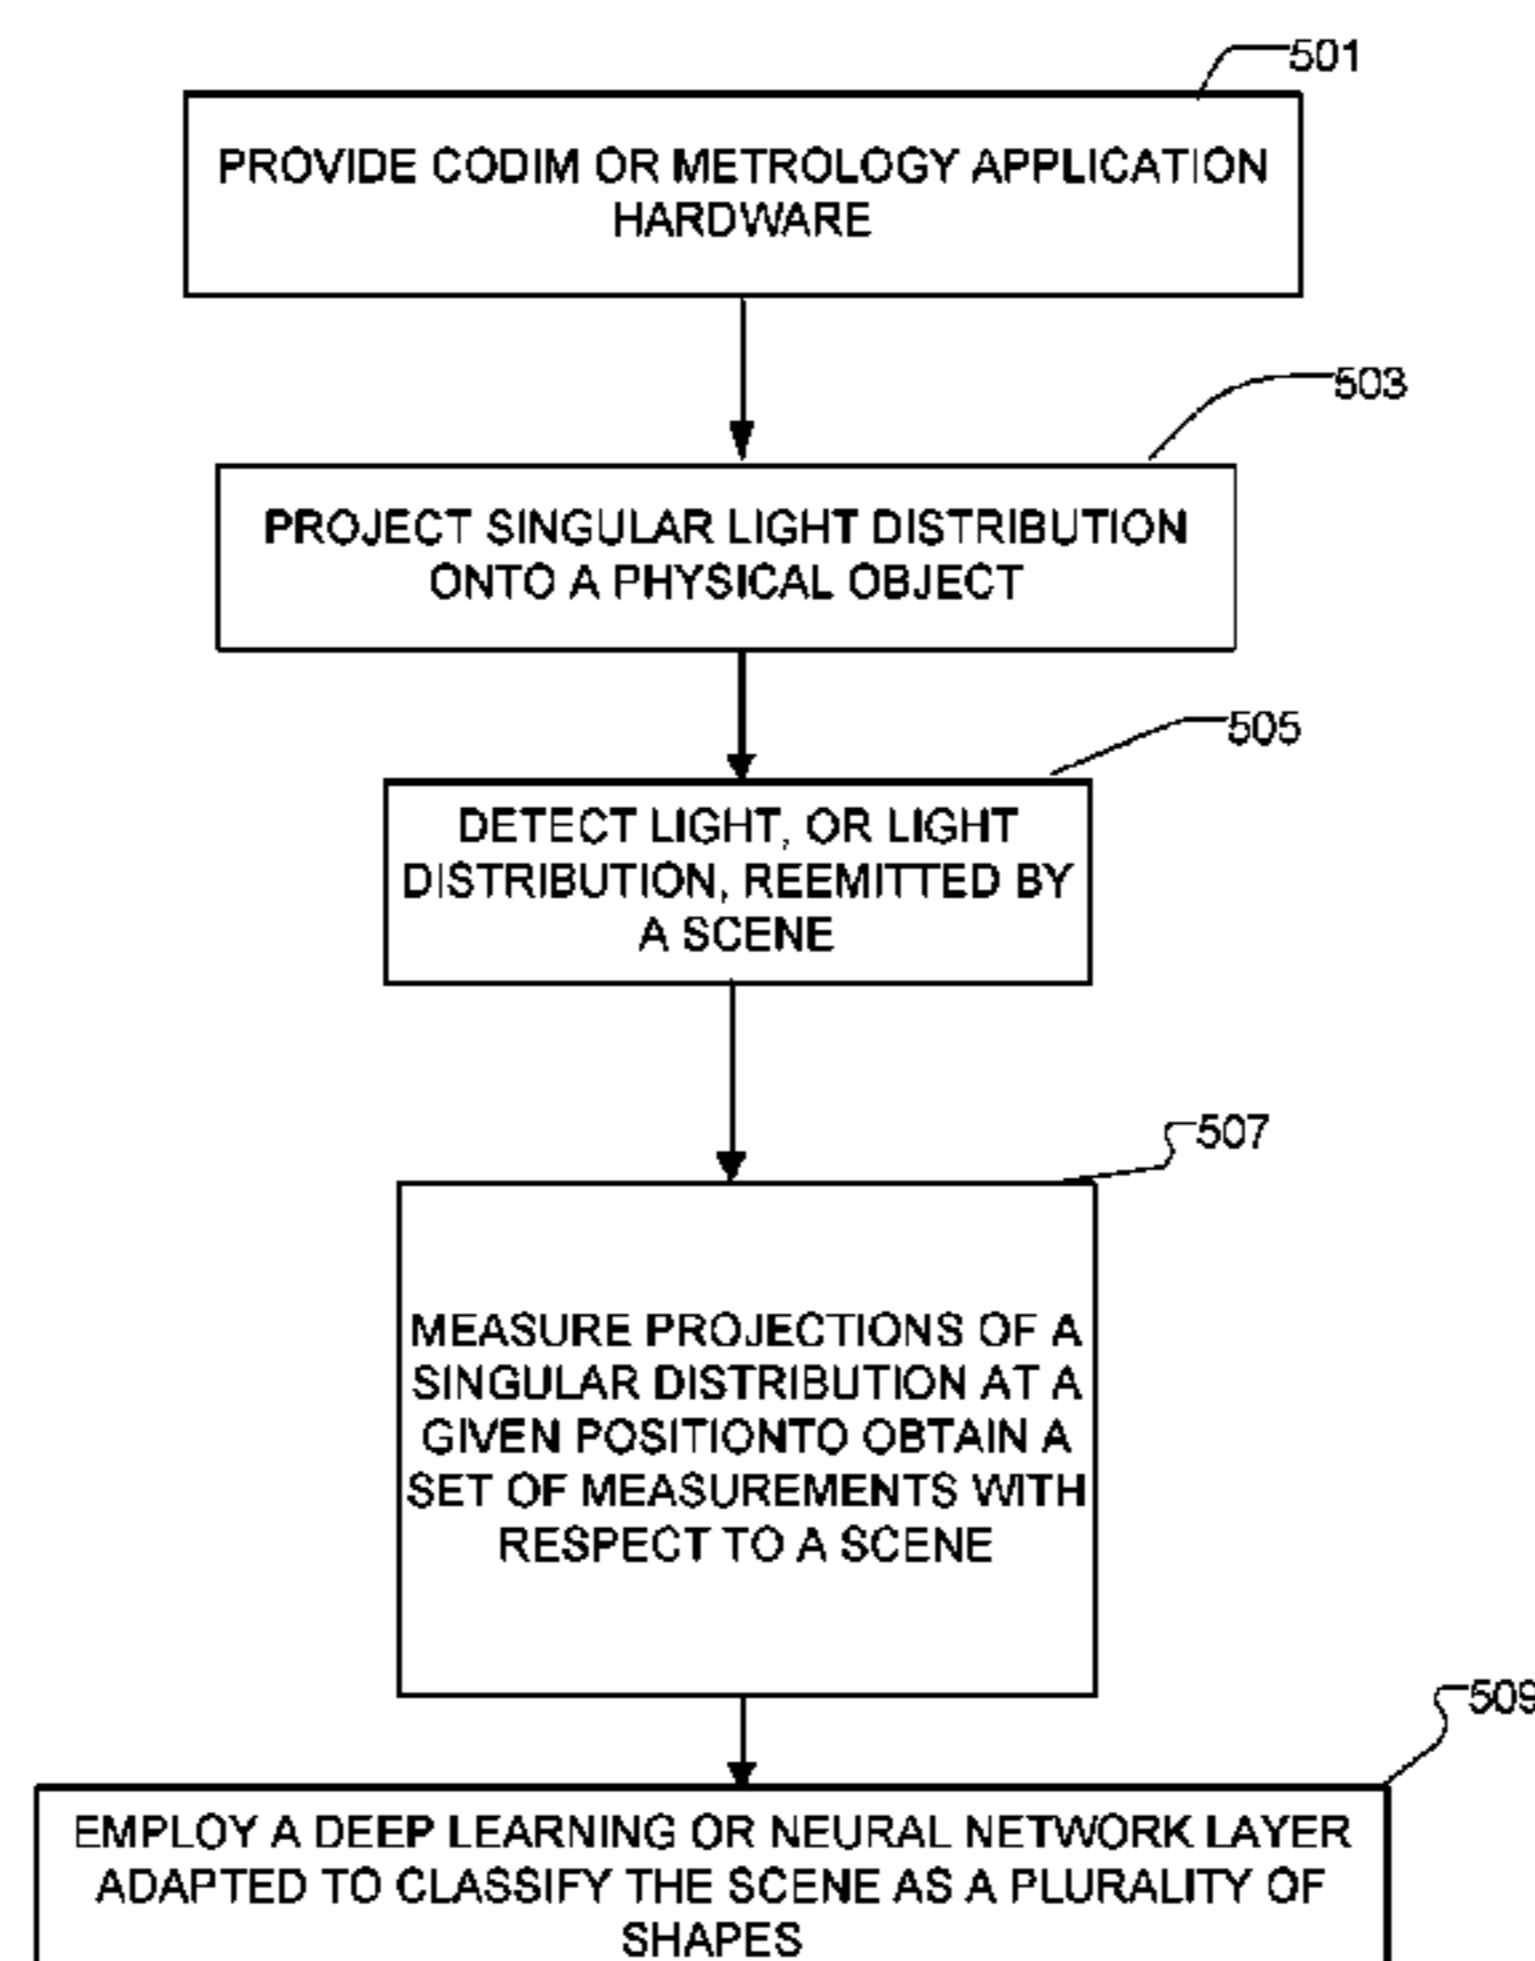 501
PROVIDE CODIM OR METROLOGY APPLICATION
HARDWARE
503
PROJECT SINGULAR LIGHT DISTRIBUTION
ONTO A PHYSICAL OBJECT
505
DETECT LIGHT, OR LIGHT
DISTRIBUTION, REEMITTED BY
A SCENE
507
MEASURE PROJECTIONS OF A
SINGULAR DISTRIBUTION AT A
GIVEN POSITIONTO OBTAIN A
SET OF MEASUREMENTS WITH
RESPECT TO A SCENE
509
EMPLOY A DEEP LEARNING OR NEURAL NETWORK LAYER
ADAPTED TO CLASSIFY THE SCENE AS A PLURALITY OF
SHAPES